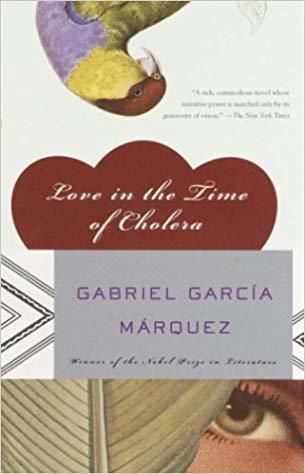 "A rich, commodious novel whose
narrative power is matched only by its
generosity of vision." —The New York Times
Love in the Time
of Cholera
GABRIEL GARCÍA
MÁRQUEZ
Winner of the Nobel Prize in Literature